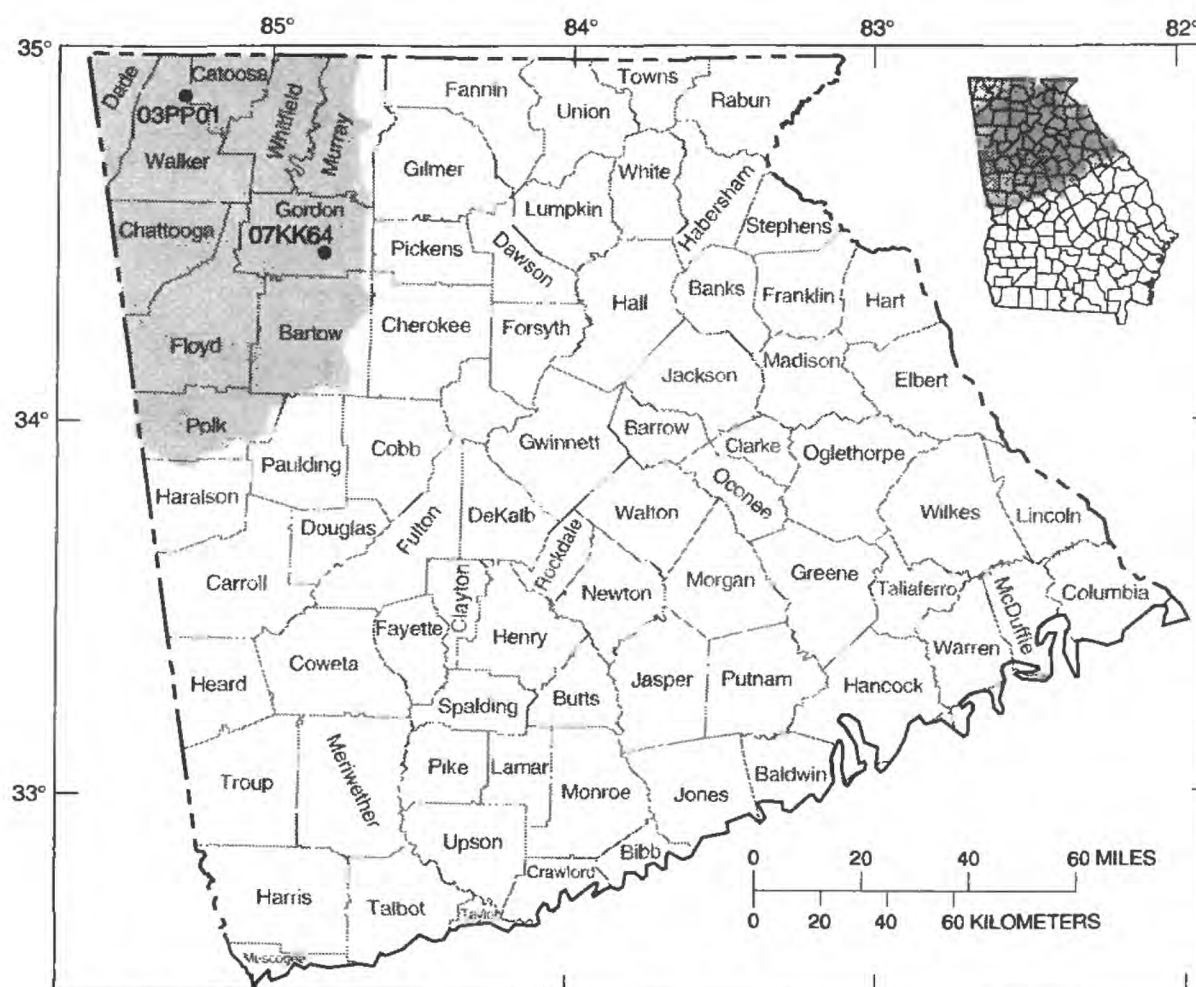 85°
84°
83°
82°
35°
Dade
Catoosa
03PP01
Whitfield
Murray
Walker
Fannin
Towns
Union
Rabun
Gilmer
White
Habersham
Lumpkin
Stephens
Chattooga
Gordon
07KK64
Pickens
Dawson
Hall
Banks
Franklin
Hart
Floyd
Bartow
Cherokee
Forsyth
Madison
Jackson
Elbert
34°
Polk
Paulding
Cobb
Gwinnett
Barrow
Clarke
Oglethorpe
Oconee
Haralson
Douglas
Fulton
DeKalb
Rockdale
Walton
Wilkes
Lincoln
Carroll
Clayton
Newton
Morgan
Greene
Taliaferro
McDuffie
Columbia
Fayette
Henry
Warren
Heard
Coweta
Spalding
Butts
Jasper
Putnam
Hancock
33°
Troup
Meriwether
Pike
Lamar
Monroe
Jones
Baldwin
Upson
Bibb
Crawford
Harris
Talbot
Taylor
Muscogee
0 20 40 60 MILES
0 20 40 60 KILOMETERS